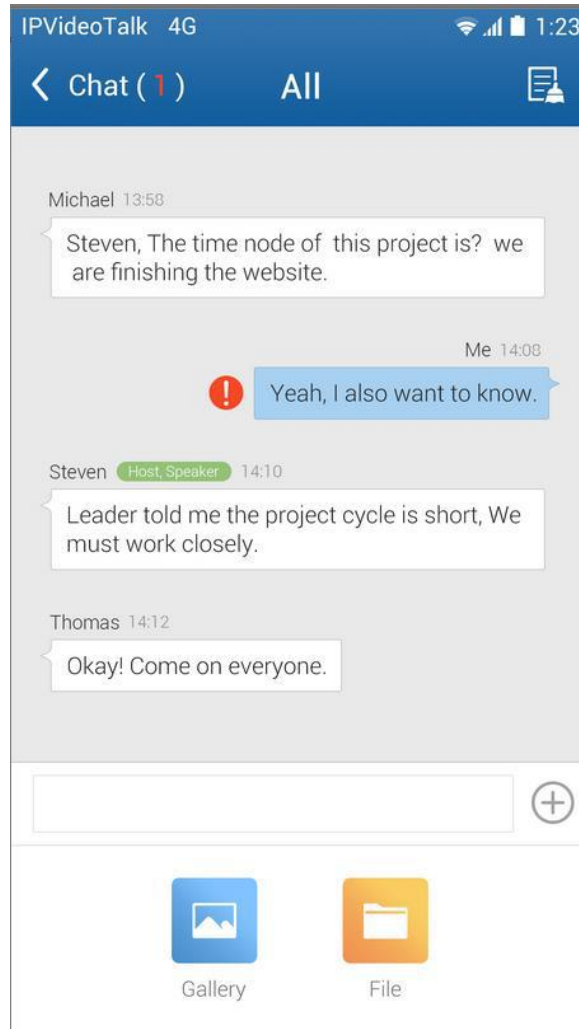 IPVideoTalk 4G 1:23
Chat ( 1 ) All
Michael 13:58
Steven, The time node of this project is? we
are finishing the website.
Me 14:08
! Yeah, I also want to know.
Steven Host, Speaker 14:10
Leader told me the project cycle is short, We
must work closely.
Thomas 14:12
Okay! Come on everyone.
Gallery File